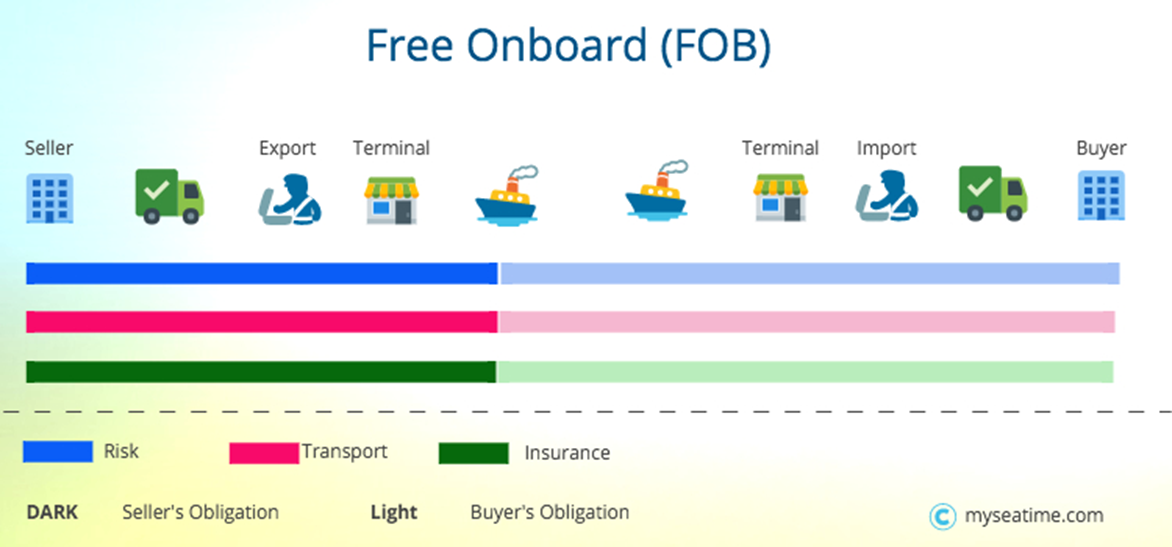 Free Onboard (FOB)
Seller Export Terminal Terminal Import Buyer
Risk Transport Insurance
DARK Seller's Obligation Light Buyer's Obligation
C myseatime.com